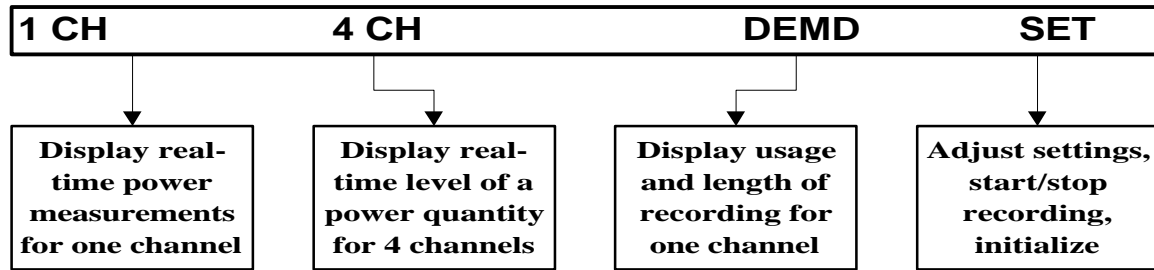 1 CH 4 CH DEMD SET
Display real-
time power
measurements
for one channel
Display real-
time level of a
power quantity
for 4 channels
Display usage
and length of
recording for
one channel
Adjust settings,
start/stop
recording,
initialize